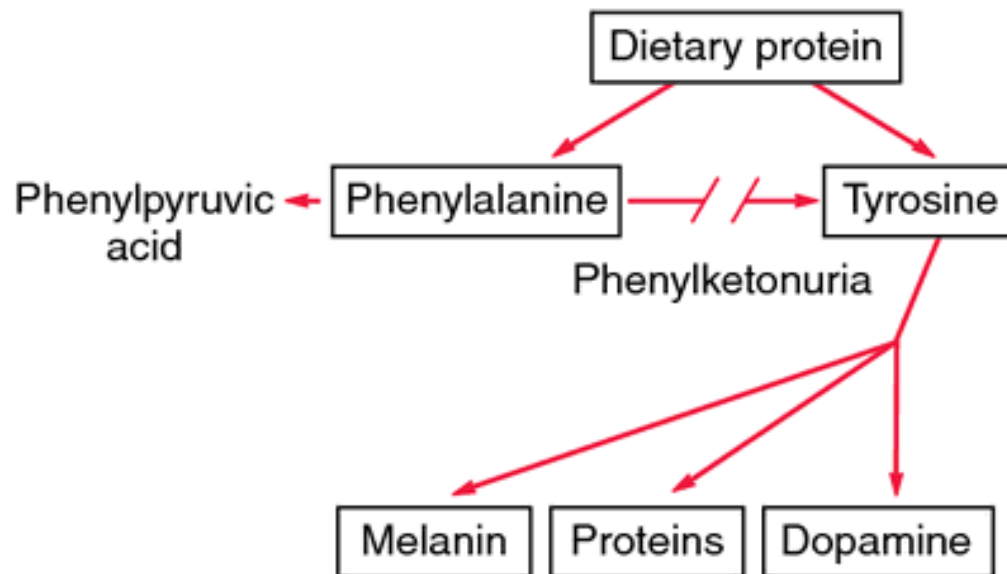 Dietary protein
Phenylpyruvic
acid
Phenylalanine
Tyrosine
Phenylketonuria
Melanin
Proteins
Dopamine